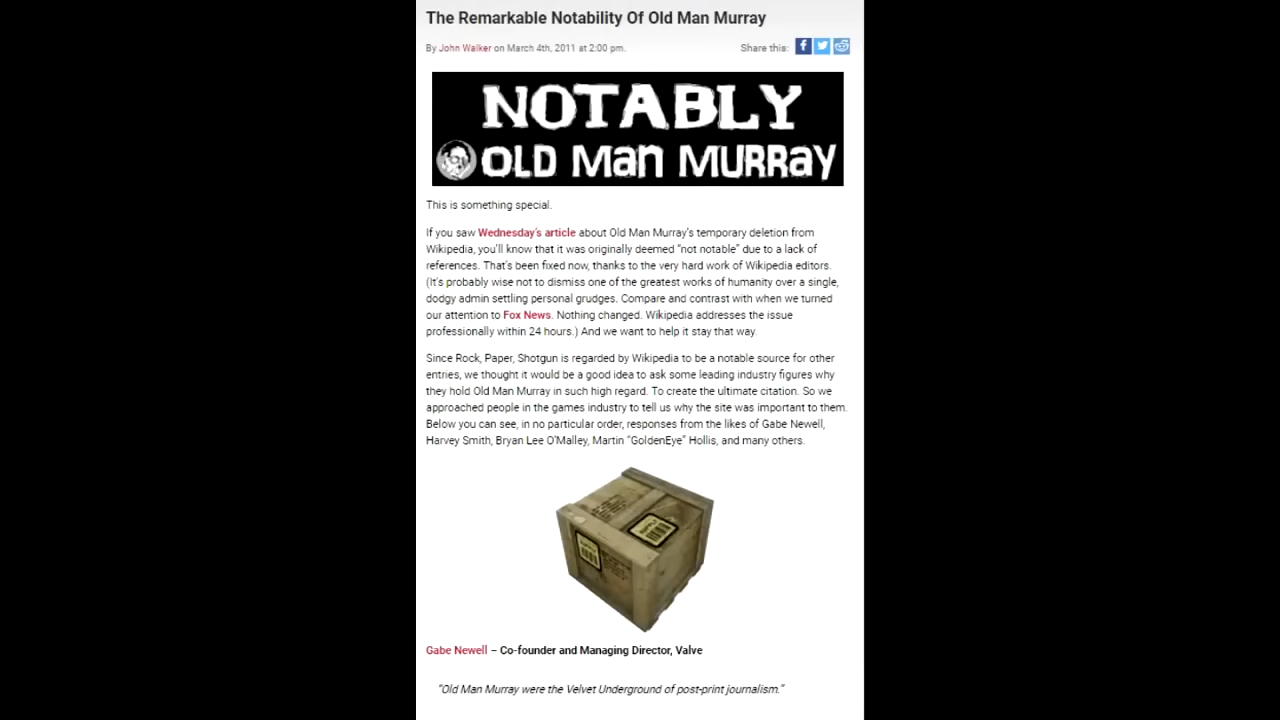 The Remarkable Notability Of Old Man Murray
By John Walker on March 4th, 2011 at 2:00 pm.
Share this:
NOTABLY
OLD Man MURRAY
This is something special.
If you saw Wednesday's article about Old Man Murray's temporary deletion from
Wikipedia, you'll know that it was originally deemed "not notable" due to a lack of
references. That's been fixed now, thanks to the very hard work of Wikipedia editors.
(It's probably wise not to dismiss one of the greatest works of humanity over a single,
dodgy admin settling personal grudges. Compare and contrast with when we turned
our attention to Fox News. Nothing changed. Wikipedia addresses the issue
professionally within 24 hours.) And we want to help it stay that way.
Since Rock, Paper, Shotgun is regarded by Wikipedia to be a notable source for other
entries, we thought it would be a good idea to ask some leading industry figures why
they hold Old Man Murray in such high regard. To create the ultimate citation. So we
approached people in the games industry to tell us why the site was important to them.
Below you can see, in no particular order, responses from the likes of Gabe Newell,
Harvey Smith, Bryan Lee O'Malley, Martin "GoldenEye" Hollis, and many others.
Gabe Newell – Co-founder and Managing Director, Valve
"Old Man Murray were the Velvet Underground of post-print journalism."